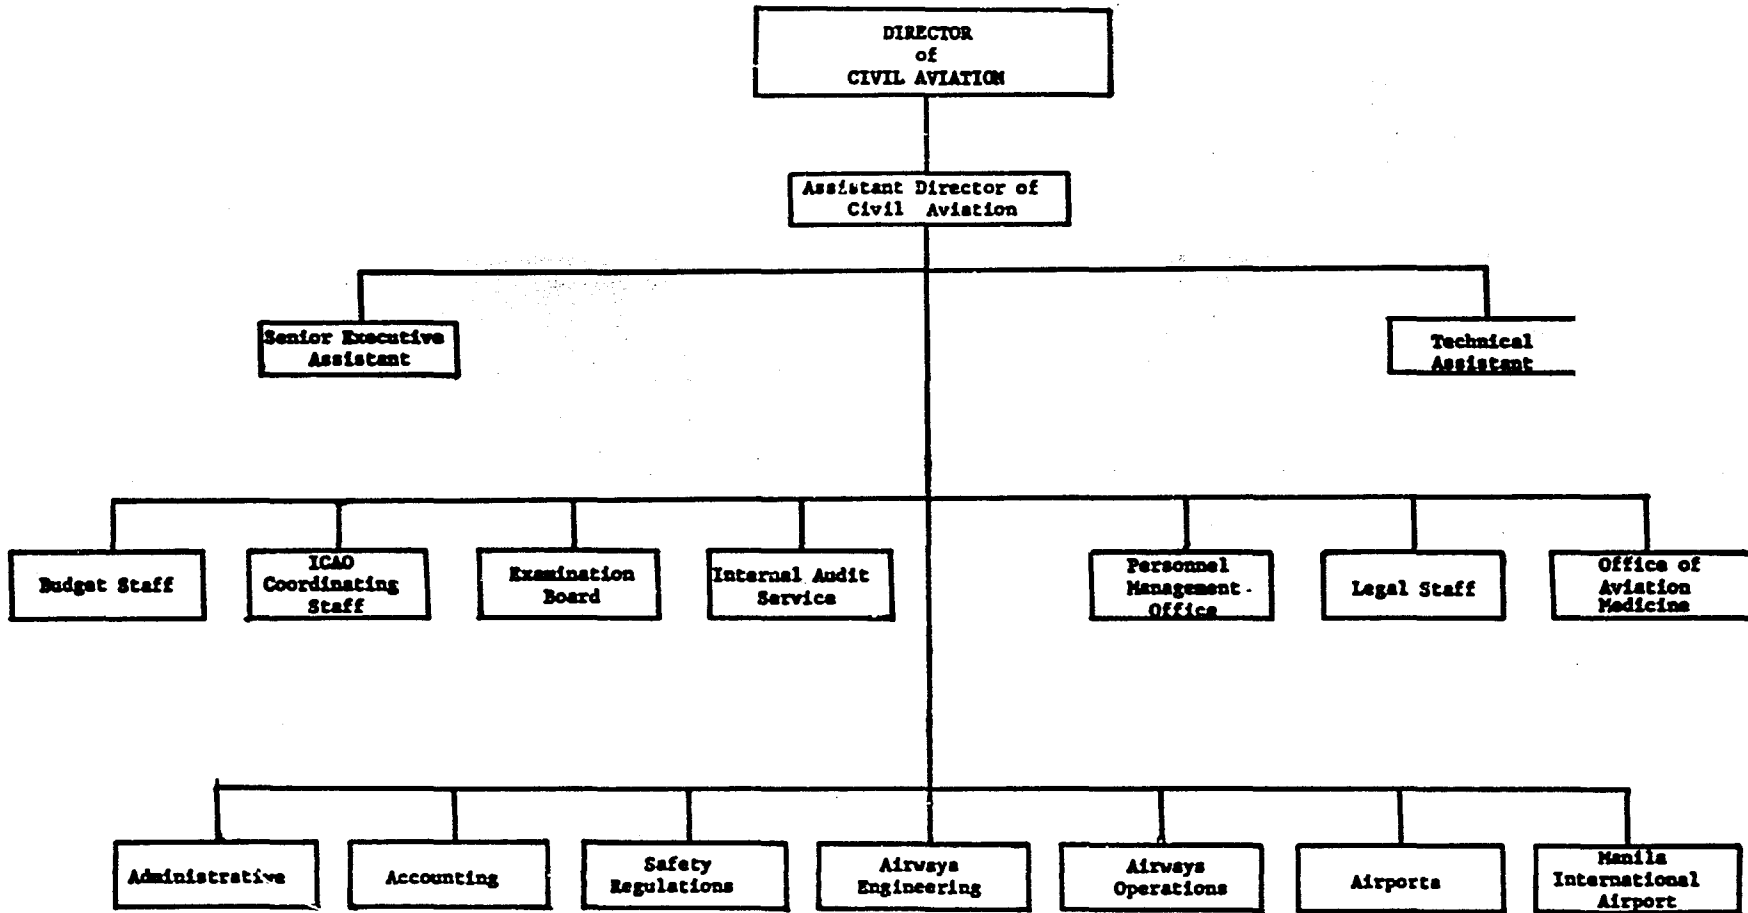 DIRECTOR
of
CIVIL AVIATION
Assistant Director of
Civil Aviation
Senior Executive
Assistant
Technical
Assistant
Budget Staff
ICAO
Coordinating
Staff
Examination
Board
Internal Audit
Service
Personnel
Management
Office
Legal Staff
Office of
Aviation
Medicine
Administrative
Accounting
Safety
Regulations
Airways
Engineering
Airways
Operations
Airports
Manila
International
Airport